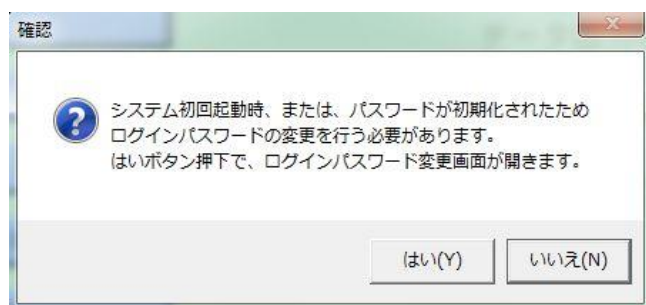 確認
システム初回起動時、または、パスワードが初期化されたため
ログインパスワードの変更を行う必要があります。
はいボタン押下で、ログインパスワード変更画面が開きます。
はい(Y)
いいえ(N)